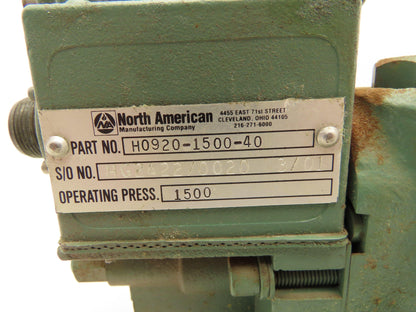 North American
Manufacturing Company
4455 EAST 71st STREET
CLEVELAND, OHIO 44105
216-271-6000
PART NO. H0920-1500-40
S/O NO.
OPERATING PRESS. 1500